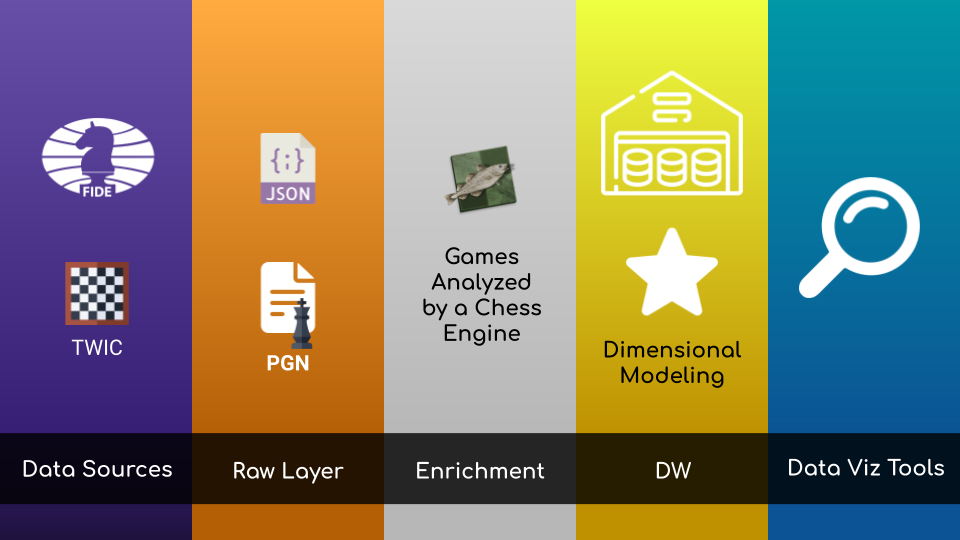 FIDE
TWIC
Data Sources
{;}
JSON
PGN
Raw Layer
Games
Analyzed
by a Chess
Engine
Enrichment
Dimensional
Modeling
DW
Data Viz Tools